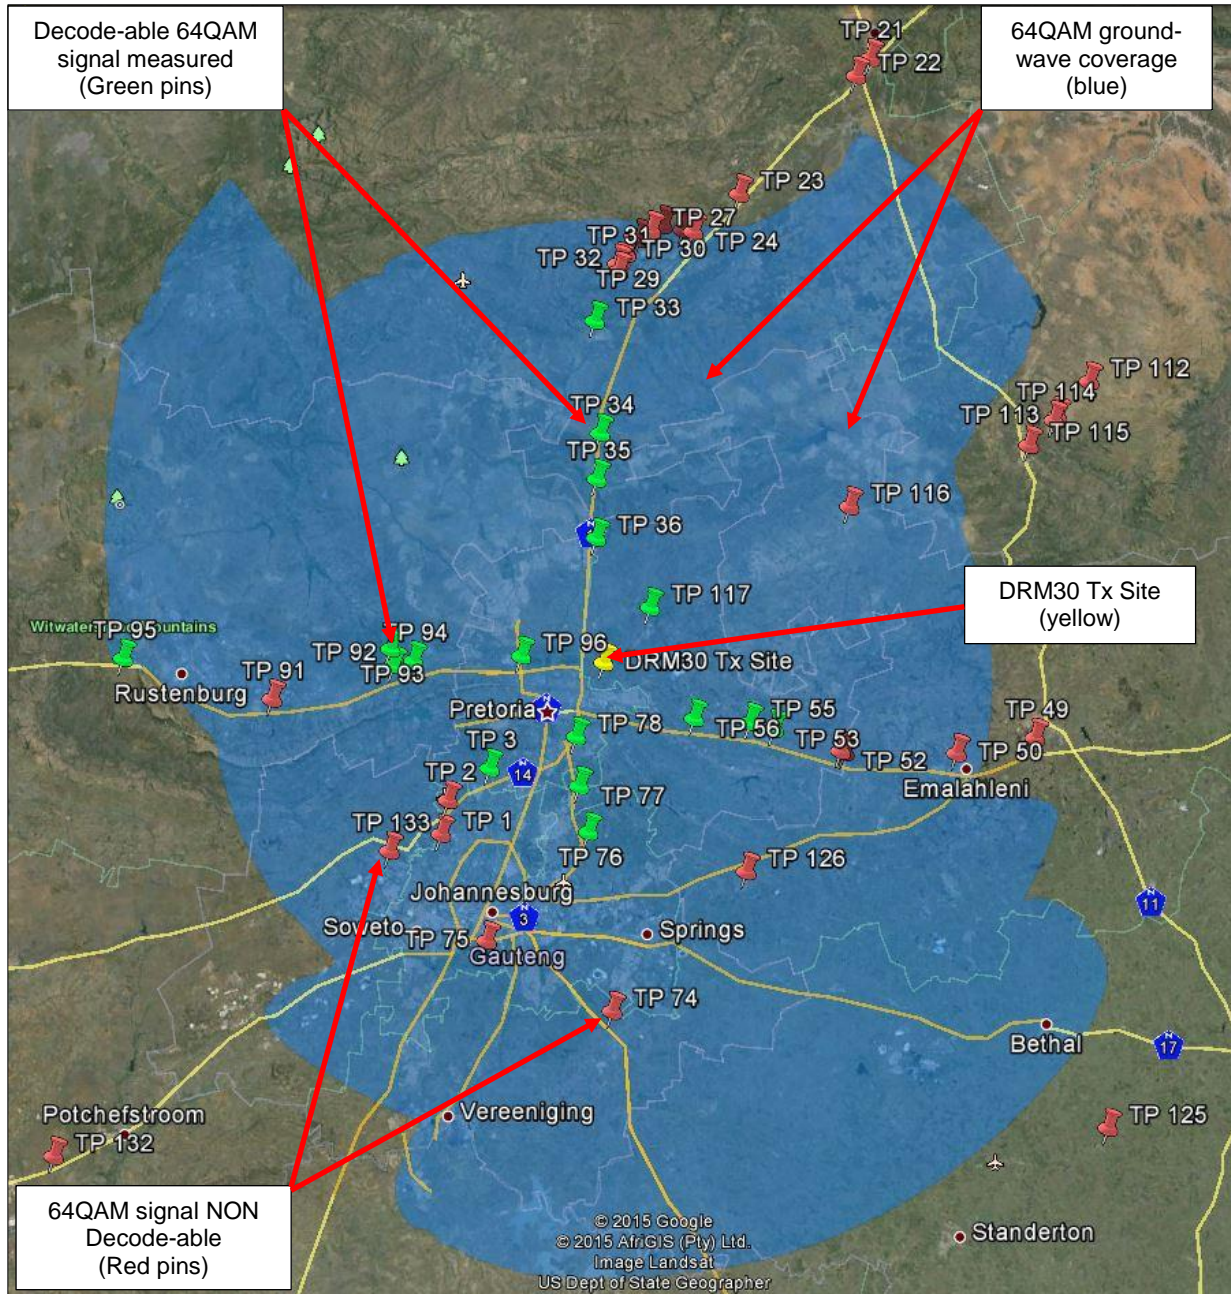 Decode-able 64QAM
signal measured
(Green pins)
64QAM ground-
wave coverage
(blue)
TP 21
TP 22
TP 23
TP 27
TP 31
TP 30
TP 24
TP 32
TP 29
TP 33
TP 112
TP 34
TP 114
TP 113
TP 115
TP 35
TP 116
TP 36
DRM30 Tx Site
(yellow)
TP 117
TP 95
TP 94
TP 92
TP 93
TP 96
DRM30 Tx Site
TP 91
Rustenburg
Pretoria
TP 78
TP 56
TP 55
TP 53
TP 52
TP 49
TP 50
Emalahleni
TP 3
N
14
TP 2
TP 77
TP 133
TP 1
TP 76
TP 126
Johannesburg
N
3
N
11
Soweto
TP 75
Gauteng
Springs
TP 74
Bethal
N
17
Vereeniging
Potchefstroom
TP 132
TP 125
64QAM signal NON
Decode-able
(Red pins)
Standerton
© 2015 Google
© 2015 AfriGIS (Pty) Ltd.
Image Landsat
US Dept of State Geographer